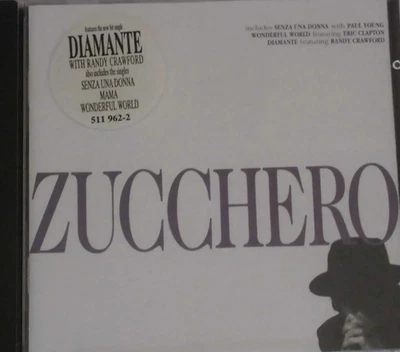 features the new hit single
DIAMANTE
WITH RANDY CRAWFORD
also includes the singles
SENZA UNA DONNA
MAMA
WONDERFUL WORLD
511 962-2
includes SENZA UNA DONNA with PAUL YOUNG
WONDERFUL WORLD featuring ERIC CLAPTON
DIAMANTE featuring RANDY CRAWFORD
ZUCCHERO